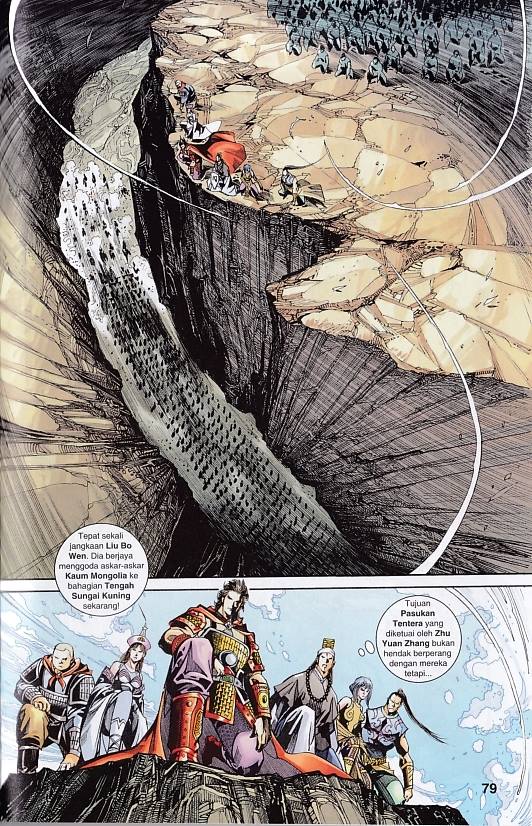 Tepat sekali
jangkaan Liu Bo
Wen. Dia berjaya
menggoda askar-askar
Kaum Mongolia ke
bahagian Tengah
Sungai Kuning
sekarang!
Tujuan
Pasukan
Tentera yang
diketuai oleh Zhu
Yuan Zhang bukan
hendak berperang
dengan mereka
tetapi...
79